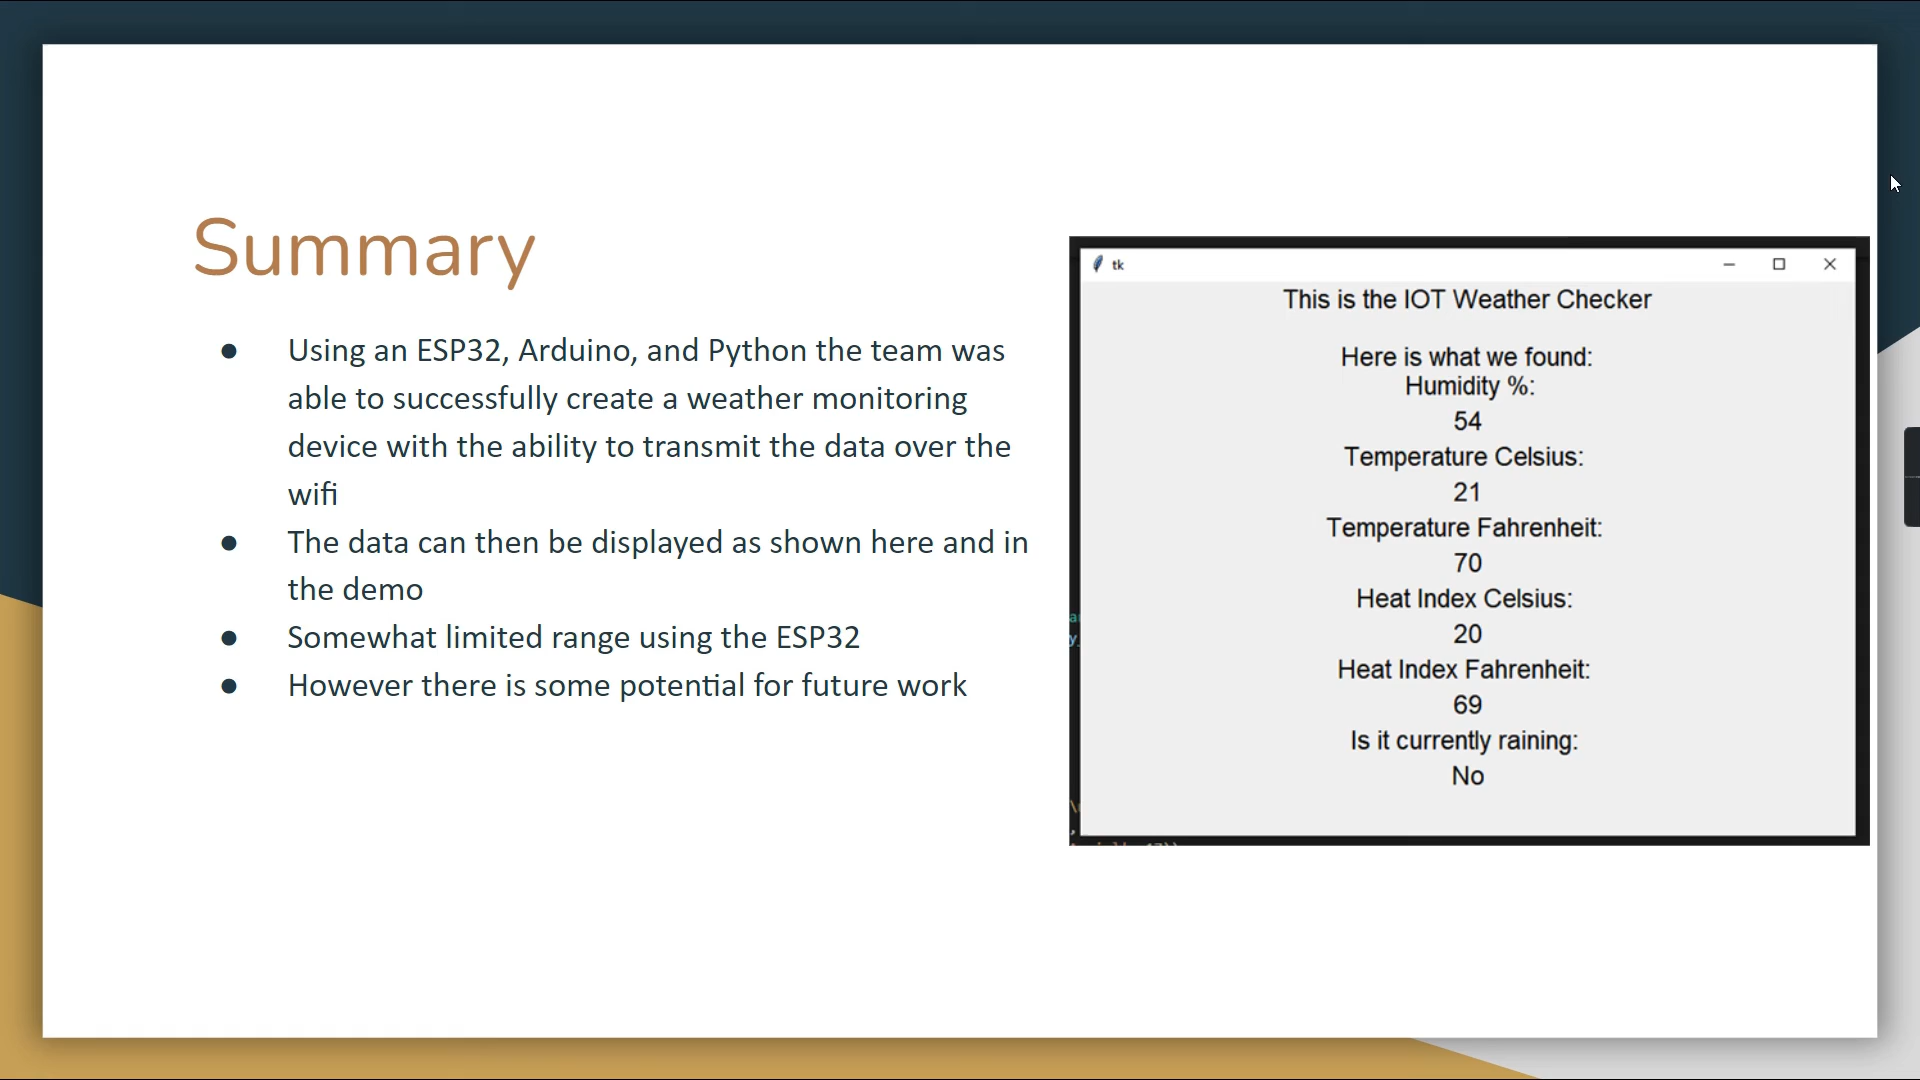 Summary
● Using an ESP32, Arduino, and Python the team was
able to successfully create a weather monitoring
device with the ability to transmit the data over the
wifi
● The data can then be displayed as shown here and in
the demo
● Somewhat limited range using the ESP32
● However there is some potential for future work
tk
This is the IOT Weather Checker
Here is what we found:
Humidity %:
54
Temperature Celsius:
21
Temperature Fahrenheit:
70
Heat Index Celsius:
20
Heat Index Fahrenheit:
69
Is it currently raining:
No